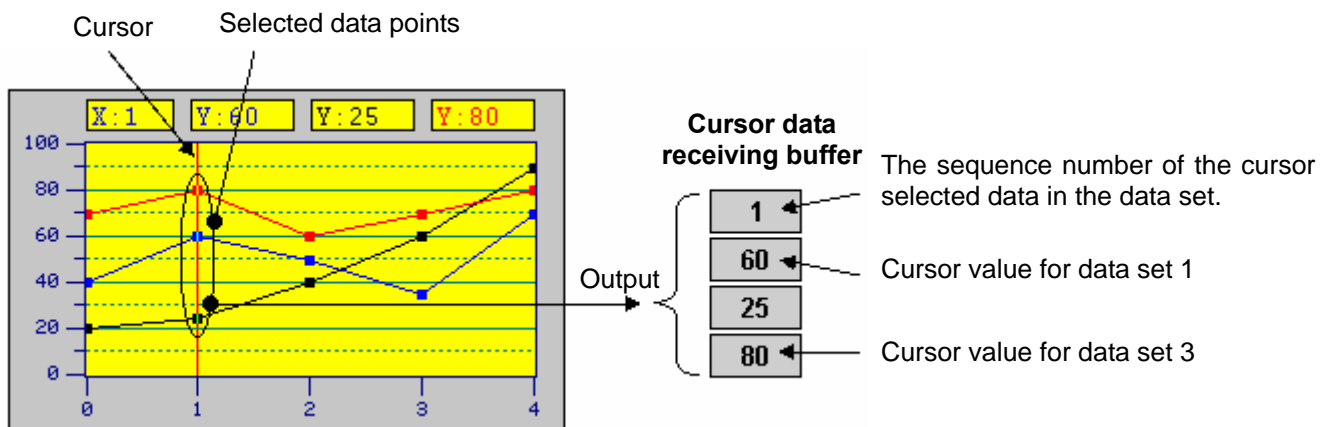 Cursor
Selected data points
X:1 Y:60 Y:25 Y:80
100
80
60
40
20
0
0 1 2 3 4
Output
Cursor data
receiving buffer
1
60
25
80
The sequence number of the cursor
selected data in the data set.
Cursor value for data set 1
Cursor value for data set 3